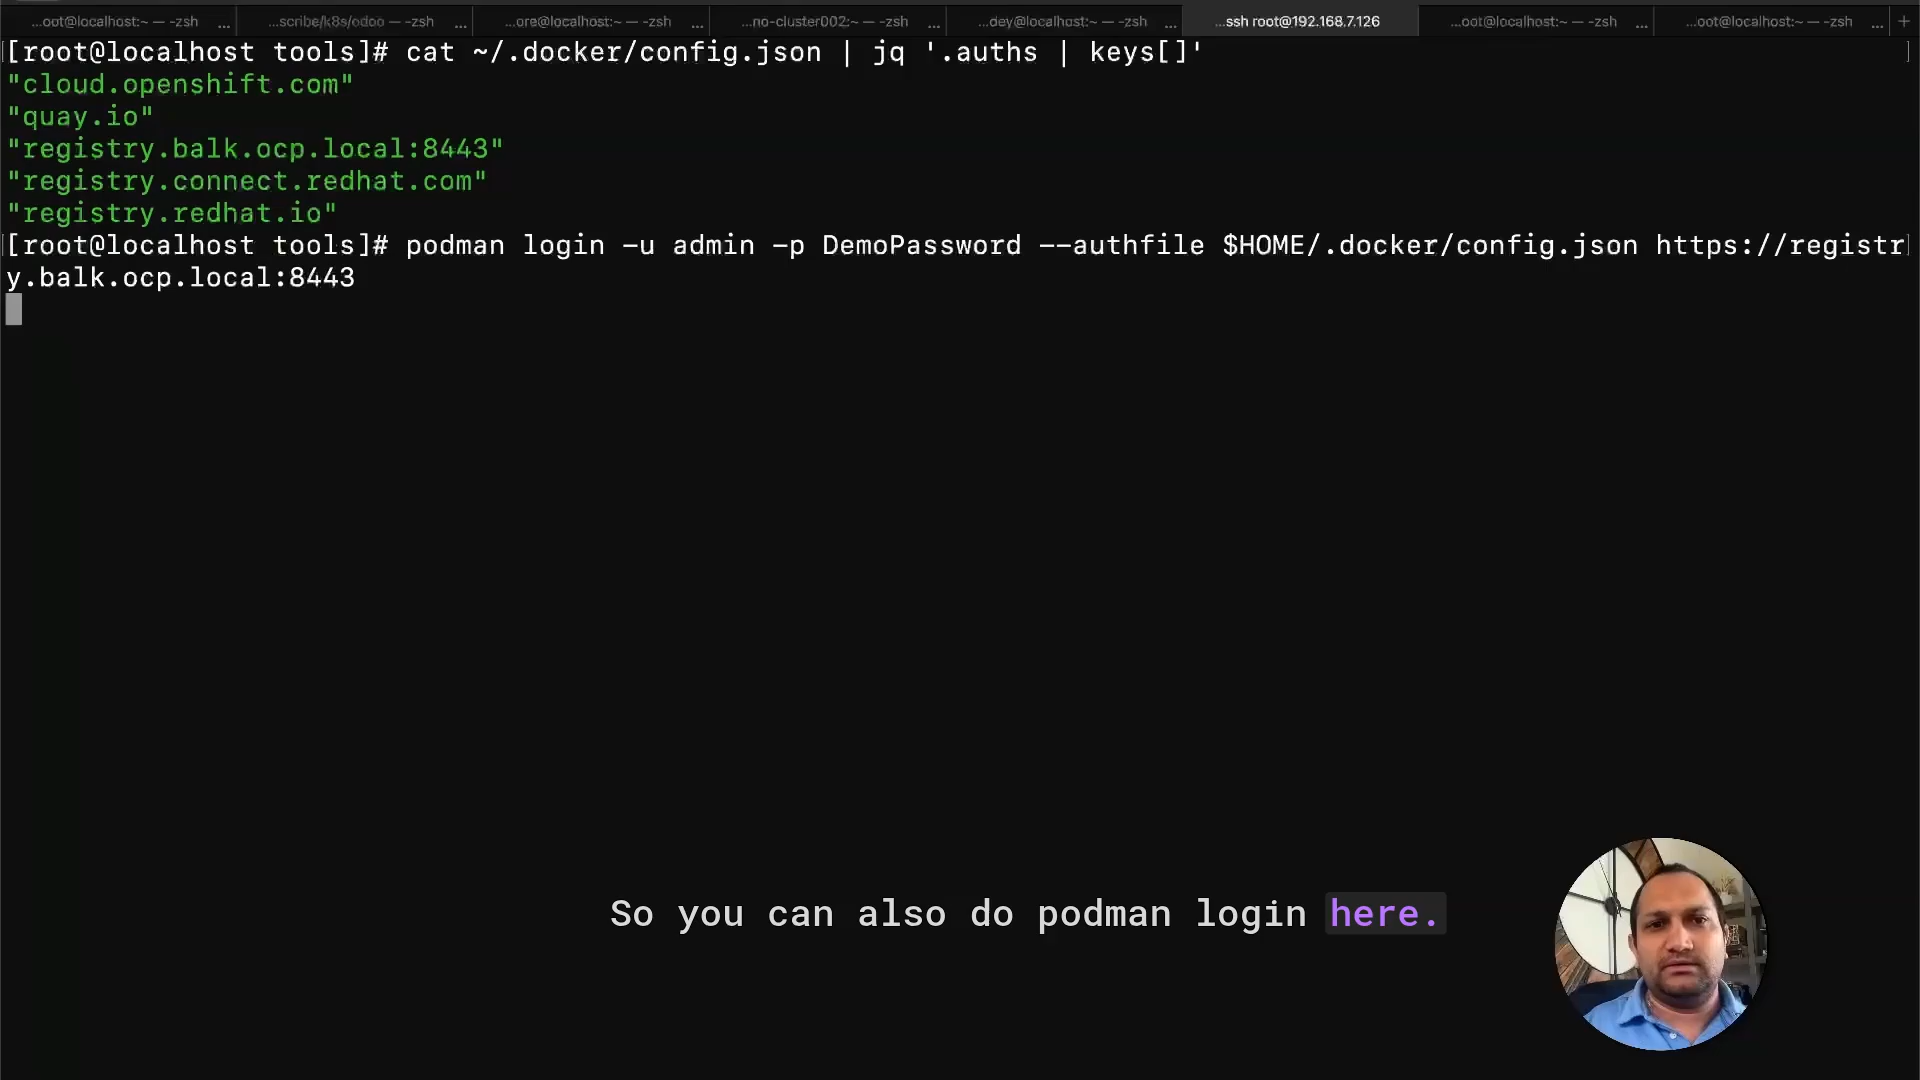 ...oot@localhost:~ — -zsh ... ...scribe/k8s/odoo — -zsh ... ...ore@localhost:~ — -zsh ... ...no-cluster002:~ — -zsh ... ...dey@localhost:~ — -zsh ... ...ssh root@192.168.7.126 ...oot@localhost:~ — -zsh ... ...oot@localhost:~ — -zsh ... +
[root@localhost tools]# cat ~/.docker/config.json | jq '.auths | keys[]'
"cloud.openshift.com"
"quay.io"
"registry.balk.ocp.local:8443"
"registry.connect.redhat.com"
"registry.redhat.io"
[root@localhost tools]# podman login -u admin -p DemoPassword --authfile $HOME/.docker/config.json https://registr
y.balk.ocp.local:8443
So you can also do podman login here.